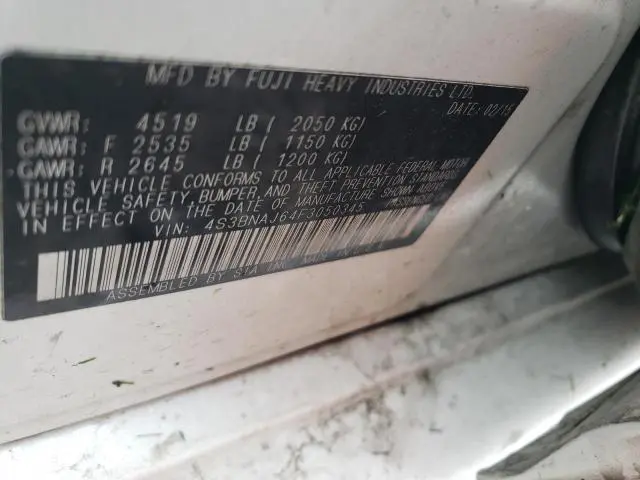 MFD BY FUJI HEAVY INDUSTRIES LTD.
DATE: 02/15
GVWR: 4519 LB ( 2050 KG)
GAWR: F 2535 LB ( 1150 KG)
GAWR: R 2645 LB ( 1200 KG)
THIS VEHICLE CONFORMS TO ALL APPLICABLE FEDERAL MOTOR
VEHICLE SAFETY, BUMPER, AND THEFT PREVENTION STANDARDS
IN EFFECT ON THE DATE OF MANUFACTURE SHOWN ABOVE.
VIN:
ASSEMBLED BY SIA